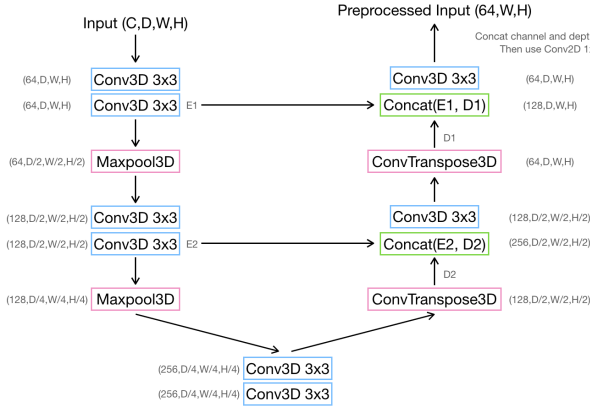 Input (C,D,W,H)
Preprocessed Input (64,W,H)
Concat channel and dept
Then use Conv2D 1:
(64,D,W,H) Conv3D 3x3
(64,D,W,H) Conv3D 3x3 E1
(64,D/2,W/2,H/2) Maxpool3D
(128,D/2,W/2,H/2) Conv3D 3x3
(128,D/2,W/2,H/2) Conv3D 3x3 E2
(128,D/4,W/4,H/4) Maxpool3D
(256,D/4,W/4,H/4) Conv3D 3x3
(256,D/4,W/4,H/4) Conv3D 3x3
Conv3D 3x3 (64,D,W,H)
Concat(E1, D1) (128,D,W,H)
D1
ConvTranspose3D (64,D,W,H)
Conv3D 3x3 (128,D/2,W/2,H/2)
Concat(E2, D2) (256,D/2,W/2,H/2)
D2
ConvTranspose3D (128,D/2,W/2,H/2)